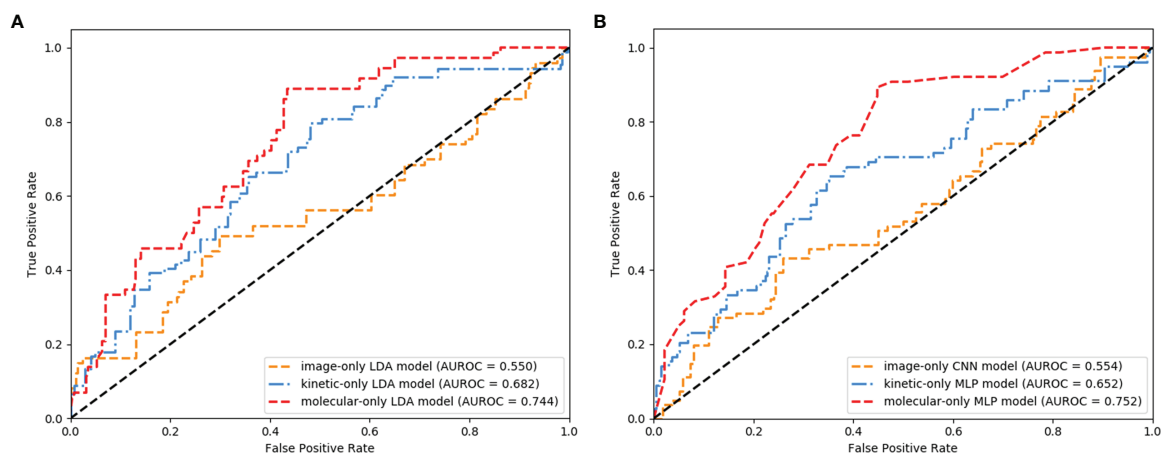 A
1.0
0.8
0.6
0.4
0.2
0.0
True Positive Rate
image-only LDA model (AUROC = 0.550)
kinetic-only LDA model (AUROC = 0.682)
molecular-only LDA model (AUROC = 0.744)
0.0 0.2 0.4 0.6 0.8 1.0
False Positive Rate
B
1.0
0.8
0.6
0.4
0.2
0.0
True Positive Rate
image-only CNN model (AUROC = 0.554)
kinetic-only MLP model (AUROC = 0.652)
molecular-only MLP model (AUROC = 0.752)
0.0 0.2 0.4 0.6 0.8 1.0
False Positive Rate